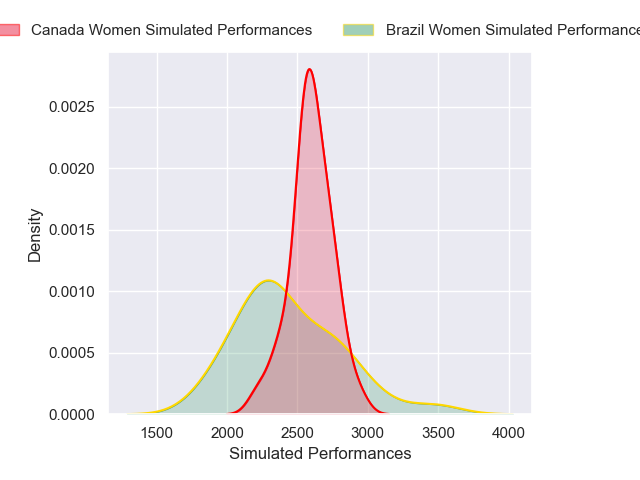 Canada Women Simulated Performances
Brazil Women Simulated Performance
0.0025
0.0020
0.0015
0.0010
0.0005
0.0000
Density
1500 2000 2500 3000 3500 4000
Simulated Performances